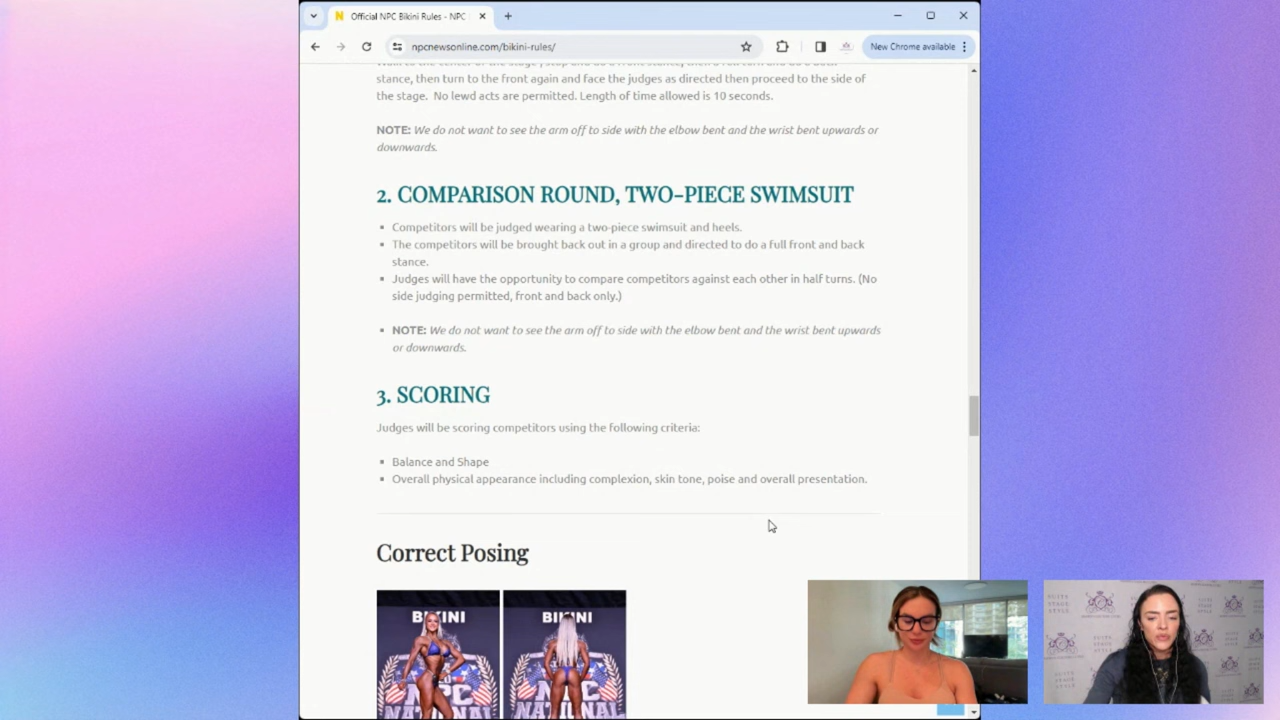 Official NPC Bikini Rules - NPC
npcnewsonline.com/bikini-rules/
New Chrome available
stance, then turn to the front again and face the judges as directed then proceed to the side of
the stage. No lewd acts are permitted. Length of time allowed is 10 seconds.
NOTE: We do not want to see the arm off to side with the elbow bent and the wrist bent upwards or
downwards.
2. COMPARISON ROUND, TWO-PIECE SWIMSUIT
▪ Competitors will be judged wearing a two-piece swimsuit and heels.
▪ The competitors will be brought back out in a group and directed to do a full front and back
stance.
▪ Judges will have the opportunity to compare competitors against each other in half turns. (No
side judging permitted, front and back only.)
▪ NOTE: We do not want to see the arm off to side with the elbow bent and the wrist bent upwards
or downwards.
3. SCORING
Judges will be scoring competitors using the following criteria:
▪ Balance and Shape
▪ Overall physical appearance including complexion, skin tone, poise and overall presentation.
Correct Posing
BIKINI
NPC
NATIONAL
BIKINI
NPC
NATIONAL